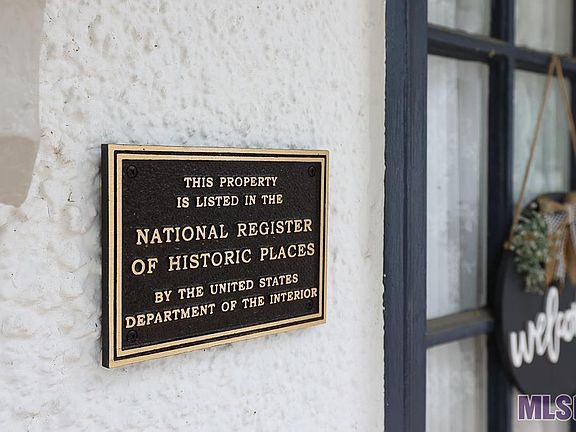 THIS PROPERTY
IS LISTED IN THE
NATIONAL REGISTER
OF HISTORIC PLACES
BY THE UNITED STATES
DEPARTMENT OF THE INTERIOR